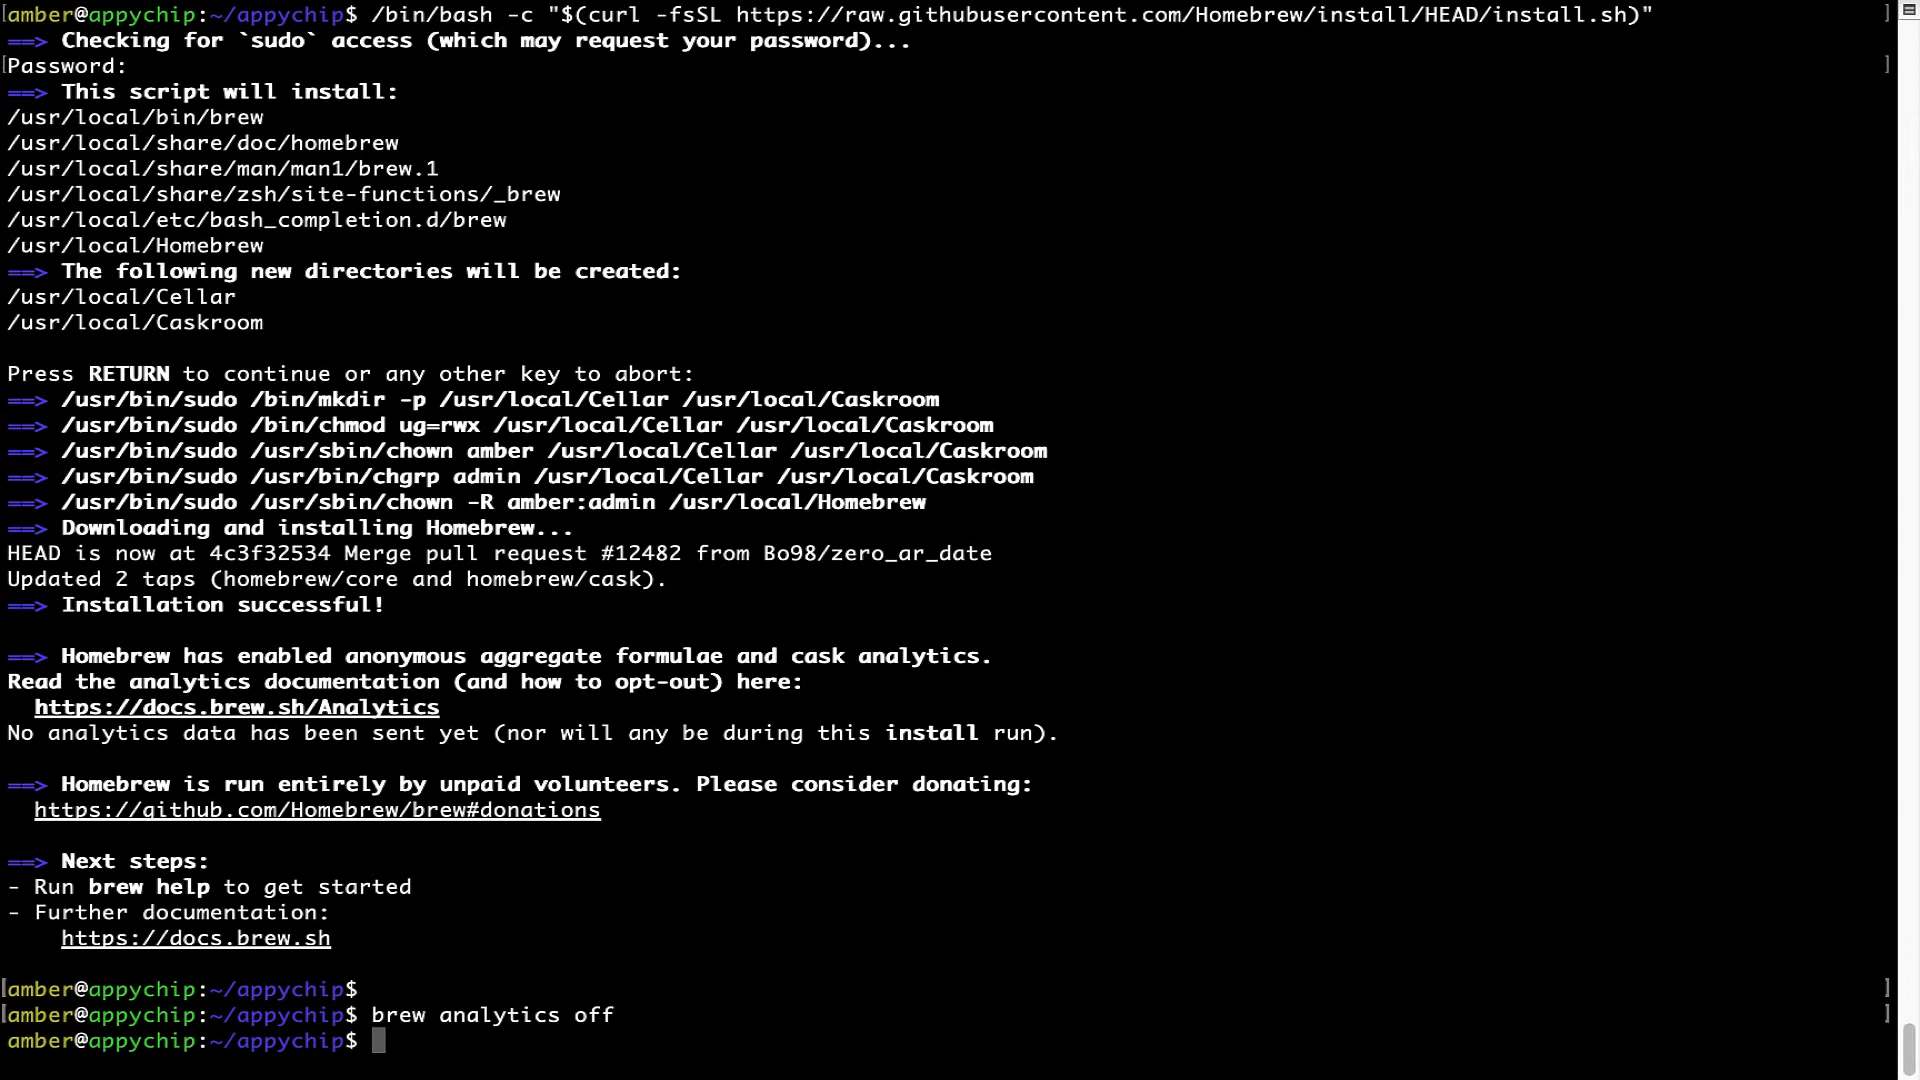 amber@appychip:~/appychip$ /bin/bash -c "$(curl -fsSL https://raw.githubusercontent.com/Homebrew/install/HEAD/install.sh)"
==> Checking for `sudo` access (which may request your password)...
Password:
==> This script will install:
/usr/local/bin/brew
/usr/local/share/doc/homebrew
/usr/local/share/man/man1/brew.1
/usr/local/share/zsh/site-functions/_brew
/usr/local/etc/bash_completion.d/brew
/usr/local/Homebrew
==> The following new directories will be created:
/usr/local/Cellar
/usr/local/Caskroom
Press RETURN to continue or any other key to abort:
==> /usr/bin/sudo /bin/mkdir -p /usr/local/Cellar /usr/local/Caskroom
==> /usr/bin/sudo /bin/chmod ug=rwx /usr/local/Cellar /usr/local/Caskroom
==> /usr/bin/sudo /usr/sbin/chown amber /usr/local/Cellar /usr/local/Caskroom
==> /usr/bin/sudo /usr/bin/chgrp admin /usr/local/Cellar /usr/local/Caskroom
==> /usr/bin/sudo /usr/sbin/chown -R amber:admin /usr/local/Homebrew
==> Downloading and installing Homebrew...
HEAD is now at 4c3f32534 Merge pull request #12482 from Bo98/zero_ar_date
Updated 2 taps (homebrew/core and homebrew/cask).
==> Installation successful!
==> Homebrew has enabled anonymous aggregate formulae and cask analytics.
Read the analytics documentation (and how to opt-out) here:
https://docs.brew.sh/Analytics
No analytics data has been sent yet (nor will any be during this install run).
==> Homebrew is run entirely by unpaid volunteers. Please consider donating:
https://github.com/Homebrew/brew#donations
==> Next steps:
- Run brew help to get started
- Further documentation:
https://docs.brew.sh
amber@appychip:~/appychip$
amber@appychip:~/appychip$ brew analytics off
amber@appychip:~/appychip$